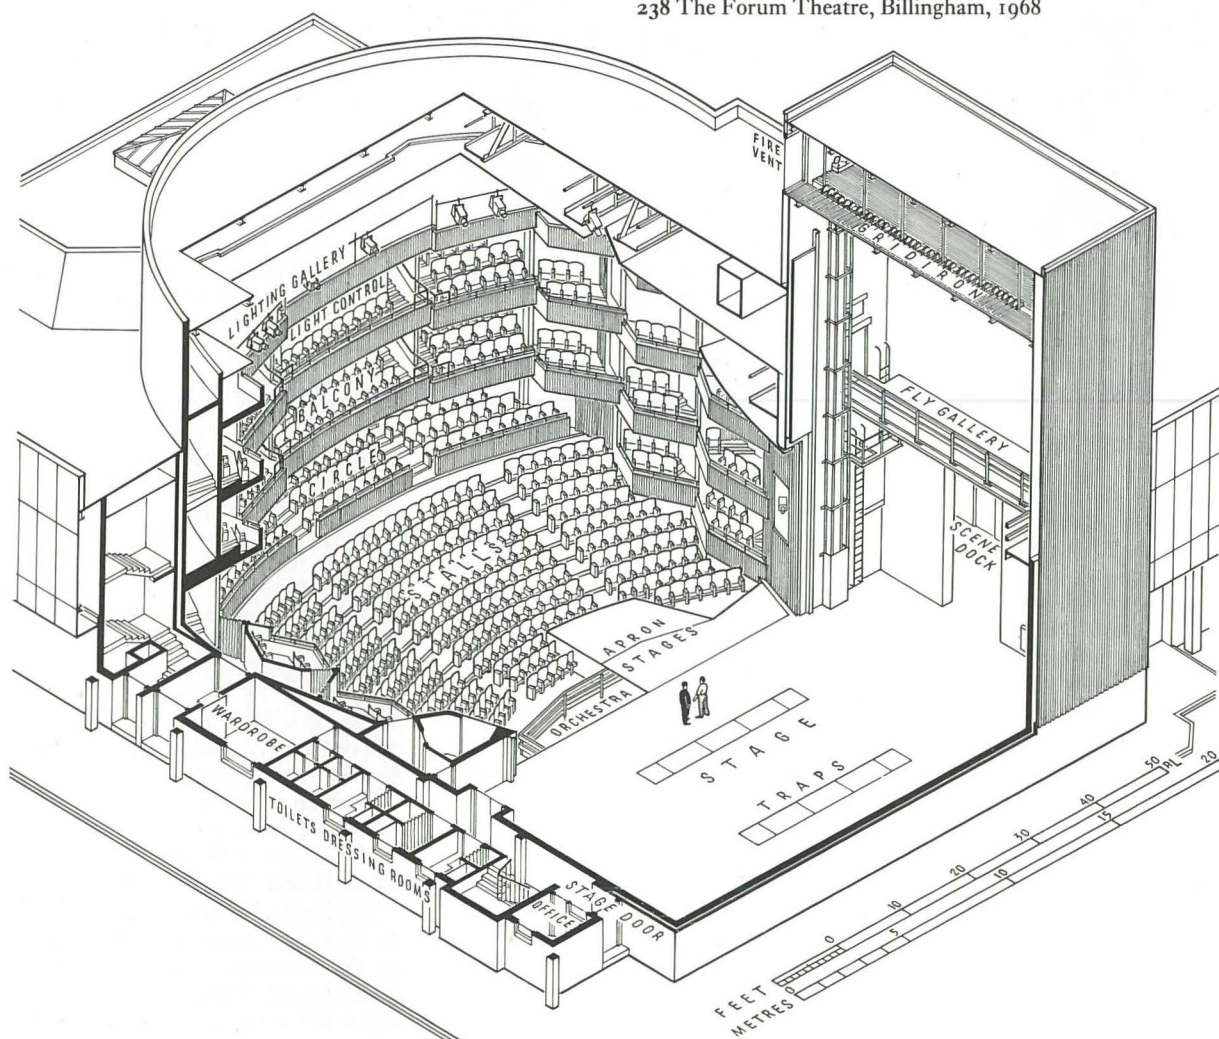 238 The Forum Theatre, Billingham, 1968
FIRE
VENT
GRIDIRON
LIGHTING GALLERY
LIGHT CONTROL
BALCONY
CIRCLE
STALLS
FLY GALLERY
SCENE
DOCK
APRON
STAGES
ORCHESTRA
STAGE
TRAPS
WARDROBE
TOILETS DRESSING ROOMS
OFFICE
STAGE DOOR
FEET 0 10 20 30 40 50 RL
METRES 0 5 10 15 20